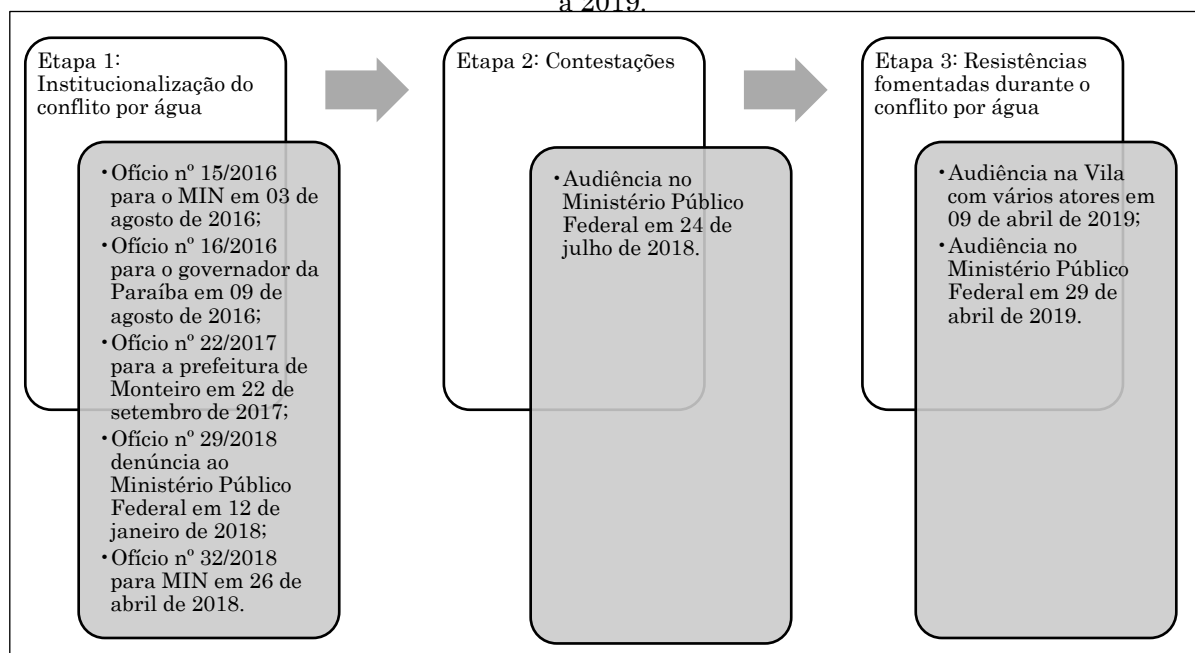 a 2019.
Etapa 1:
Institucionalização do
conflito por água
•Ofício nº 15/2016
para o MIN em 03 de
agosto de 2016;
•Ofício nº 16/2016
para o governador da
Paraíba em 09 de
agosto de 2016;
•Ofício nº 22/2017
para a prefeitura de
Monteiro em 22 de
setembro de 2017;
•Ofício nº 29/2018
denúncia ao
Ministério Público
Federal em 12 de
janeiro de 2018;
•Ofício nº 32/2018
para MIN em 26 de
abril de 2018.
Etapa 2: Contestações
•Audiência no
Ministério Público
Federal em 24 de
julho de 2018.
Etapa 3: Resistências
fomentadas durante o
conflito por água
•Audiência na Vila
com vários atores em
09 de abril de 2019;
•Audiência no
Ministério Público
Federal em 29 de
abril de 2019.